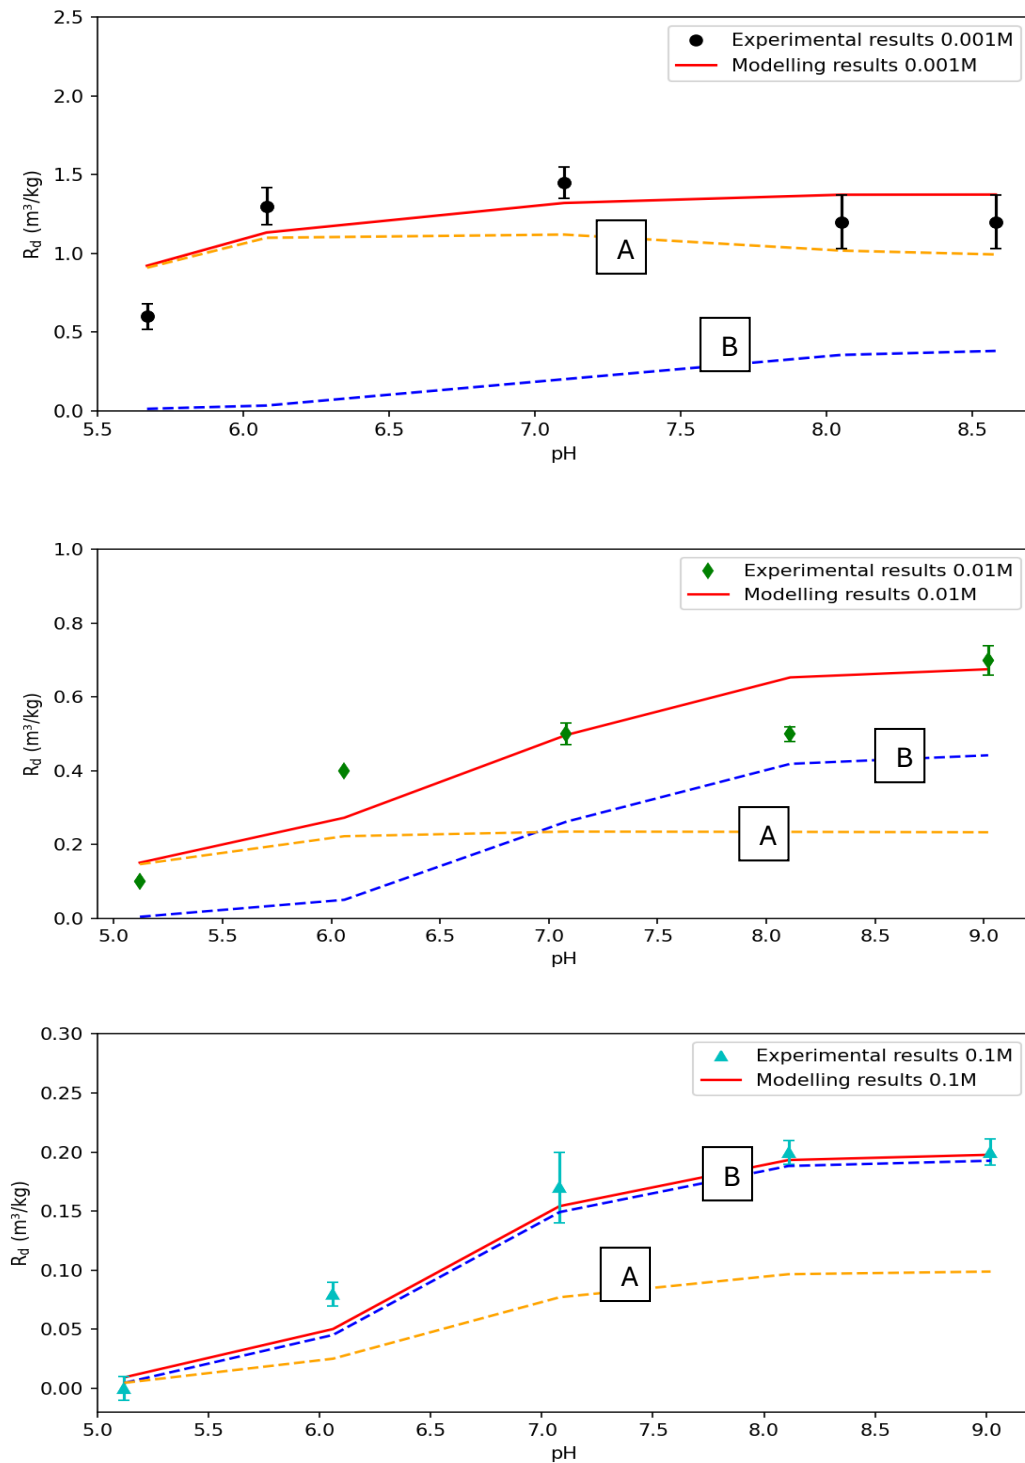 2.5
2.0
1.5
1.0
0.5
0.0
Rd (m³/kg)
Experimental results 0.001M
Modelling results 0.001M
A
B
5.5 6.0 6.5 7.0 7.5 8.0 8.5
pH
1.0
0.8
0.6
0.4
0.2
0.0
Rd (m³/kg)
Experimental results 0.01M
Modelling results 0.01M
B
A
5.0 5.5 6.0 6.5 7.0 7.5 8.0 8.5 9.0
pH
0.30
0.25
0.20
0.15
0.10
0.05
0.00
Rd (m³/kg)
Experimental results 0.1M
Modelling results 0.1M
B
A
5.0 5.5 6.0 6.5 7.0 7.5 8.0 8.5 9.0
pH